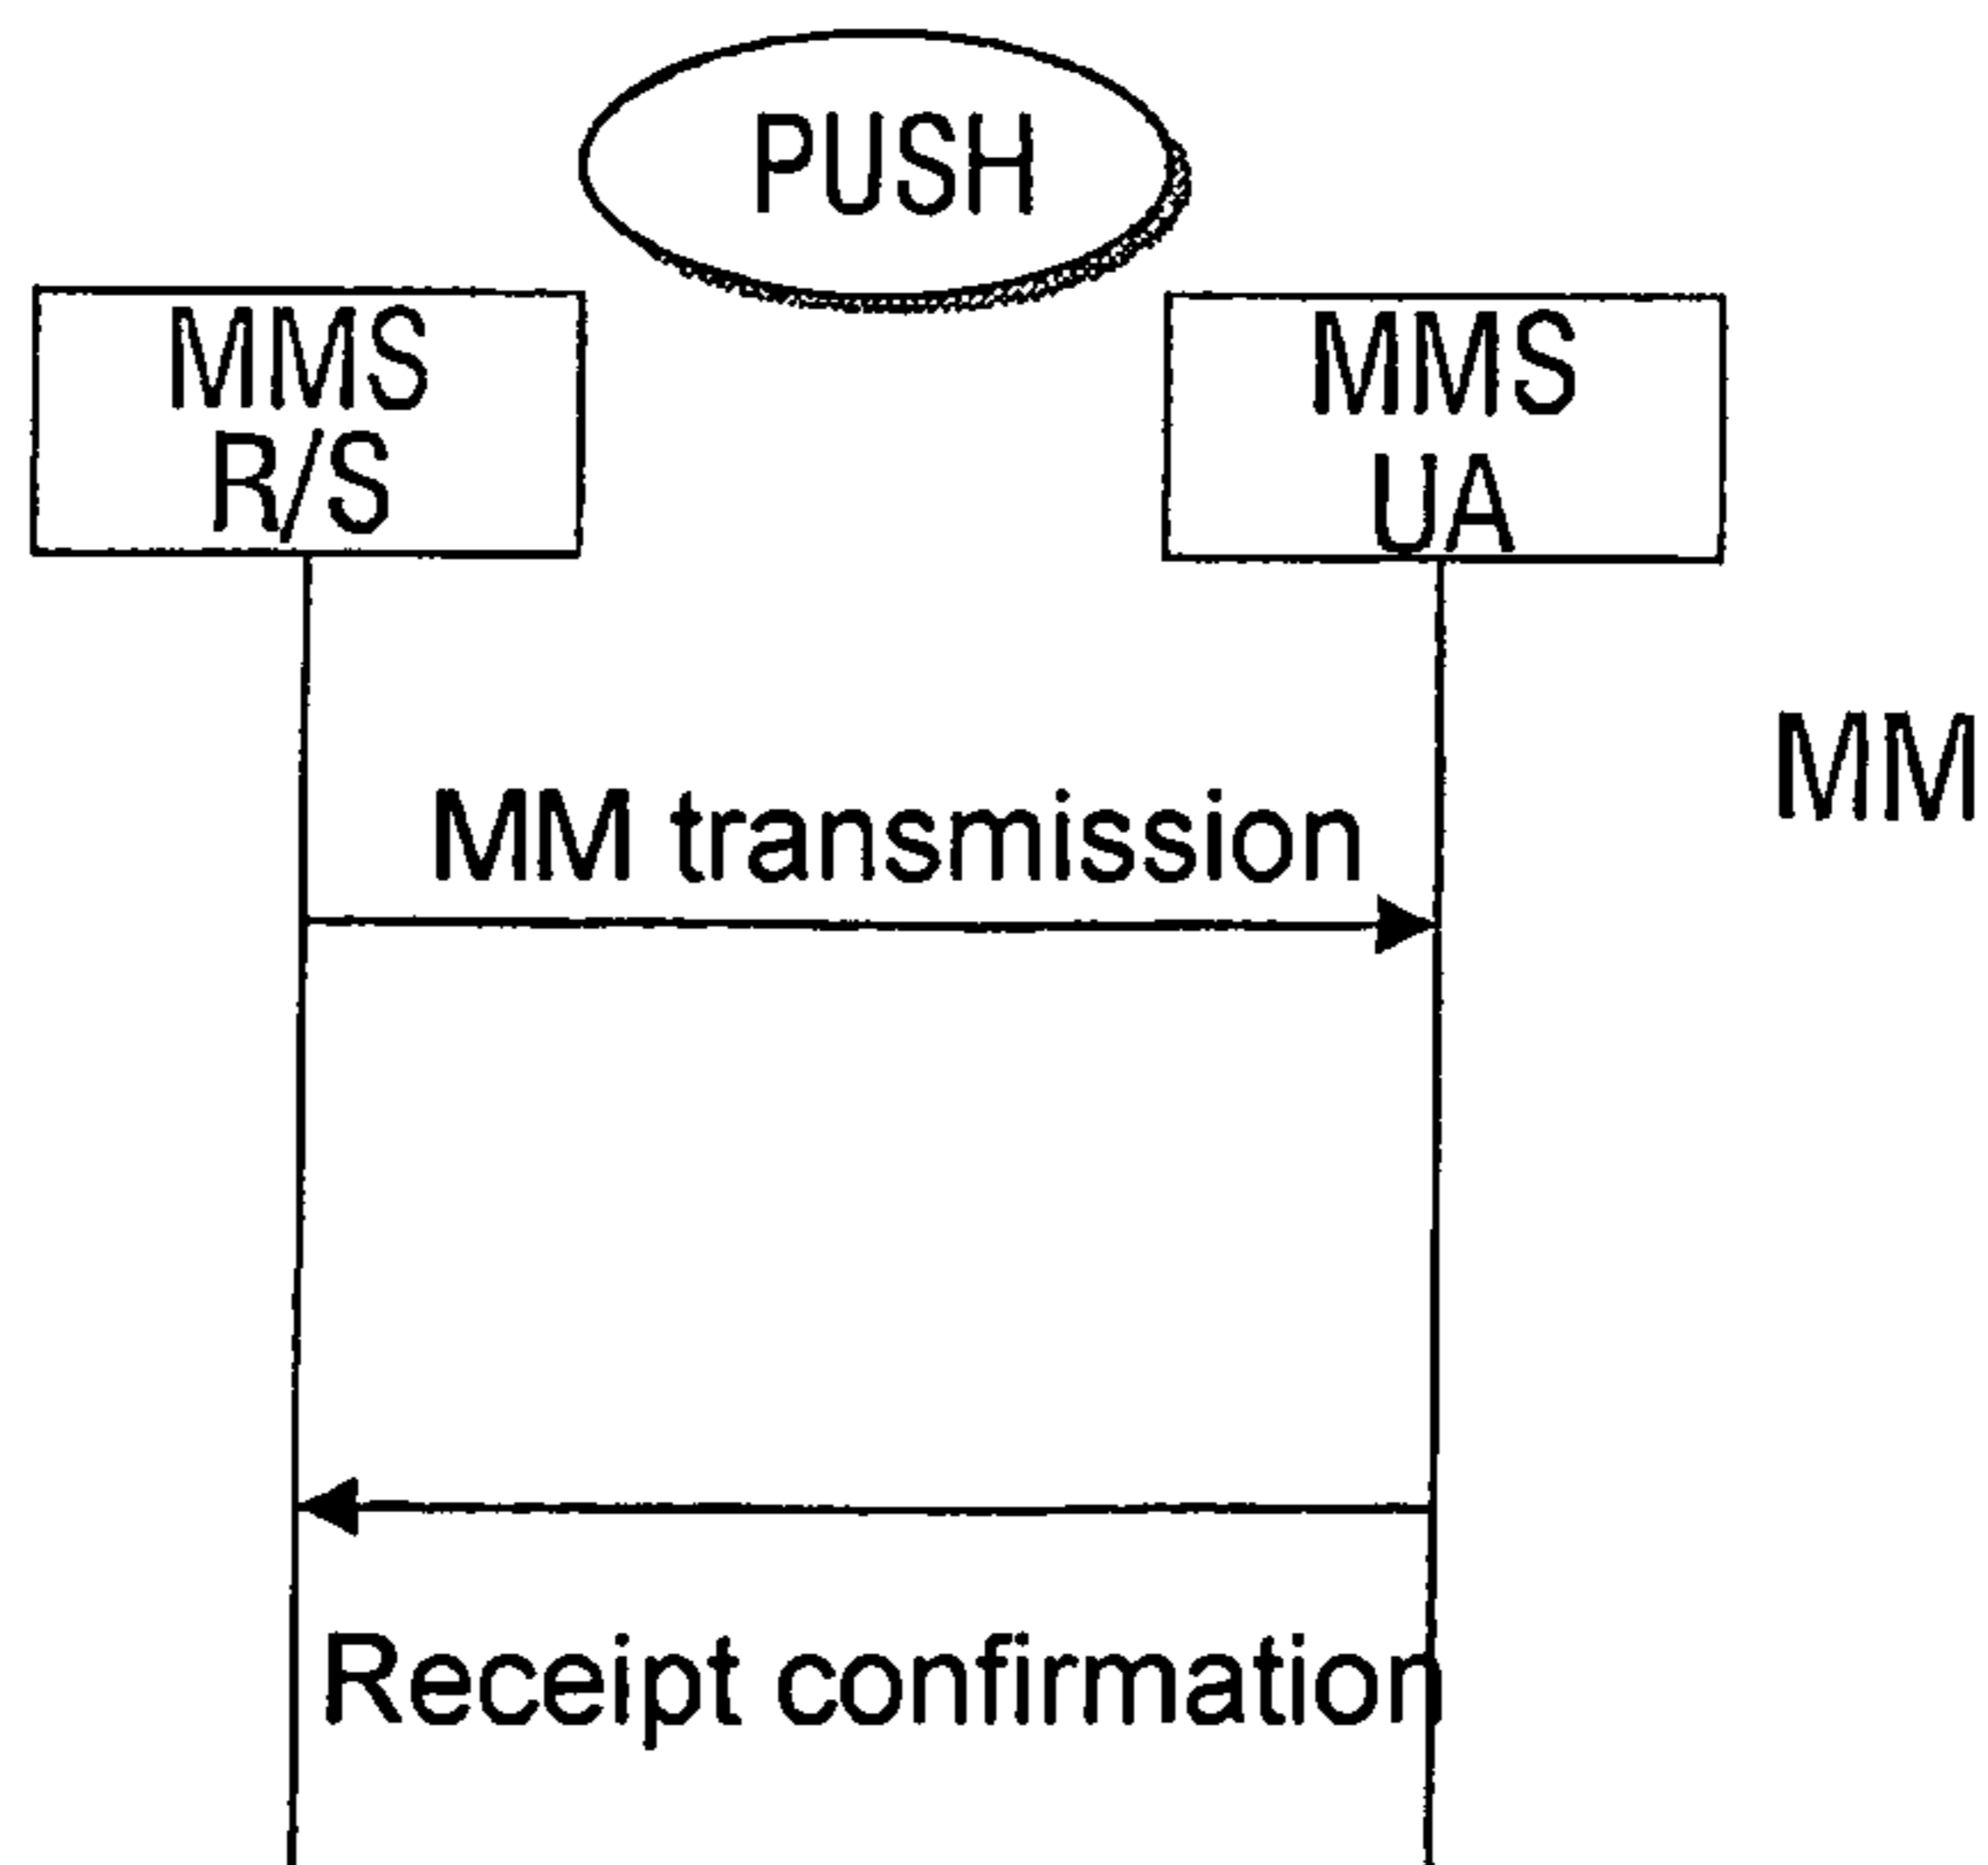 PUSH
MMS
R/S
MMS
UA
MM
MM transmission
Receipt confirmation